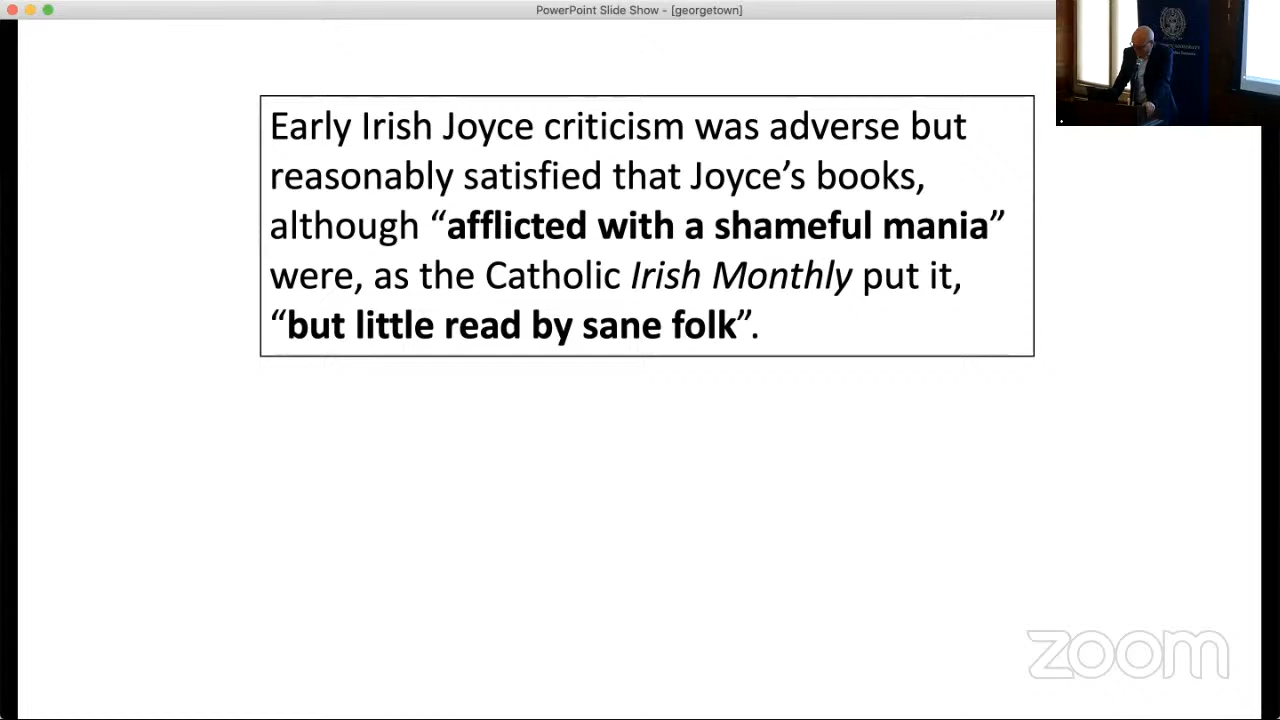 PowerPoint Slide Show - [georgetown]
Early Irish Joyce criticism was adverse but
reasonably satisfied that Joyce’s books,
although “afflicted with a shameful mania”
were, as the Catholic Irish Monthly put it,
“but little read by sane folk”.
zoom